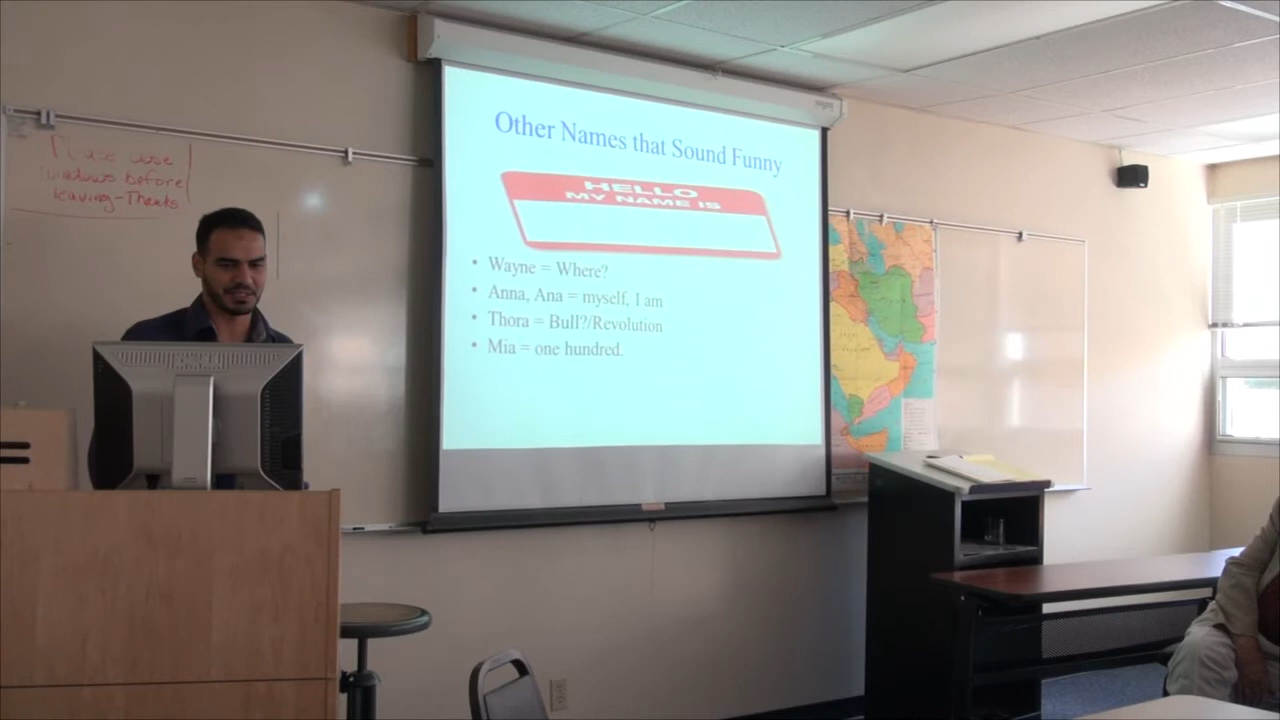 Please use
windows before
leaving-Thanks
Other Names that Sound Funny
HELLO
MY NAME IS
• Wayne = Where?
• Anna, Ana = myself, I am
• Thora = Bull?/Revolution
• Mia = one hundred.